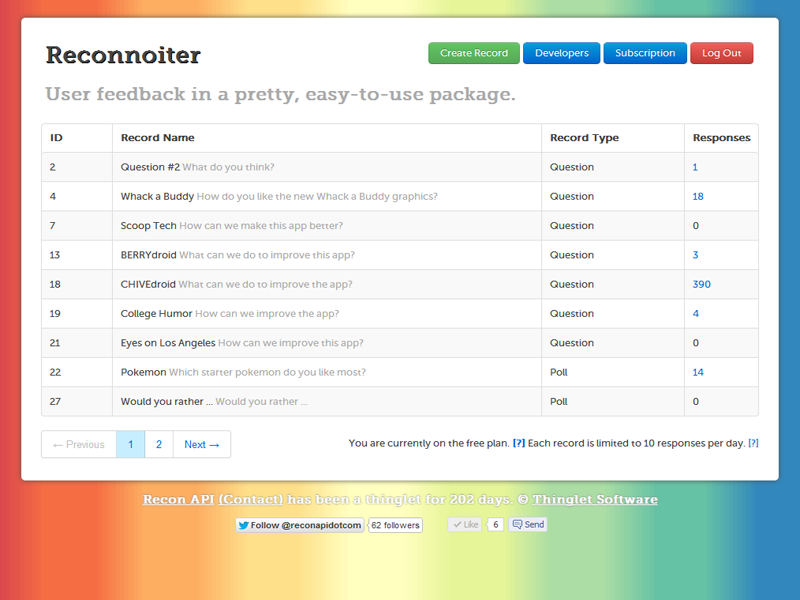 Reconnoiter
Create Record
Developers
Subscription
Log Out
User feedback in a pretty, easy-to-use package.
ID Record Name Record Type Responses
2 Question #2 What do you think? Question 1
4 Whack a Buddy How do you like the new Whack a Buddy graphics? Question 18
7 Scoop Tech How can we make this app better? Question 0
13 BERRYdroid What can we do to improve this app? Question 3
18 CHIVEdroid What can we do to improve the app? Question 390
19 College Humor How can we improve the app? Question 4
21 Eyes on Los Angeles How can we improve this app? Question 0
22 Pokemon Which starter pokemon do you like most? Poll 14
27 Would you rather ... Would you rather ... Poll 0
← Previous 1 2 Next →
You are currently on the free plan. [?] Each record is limited to 10 responses per day. [?]
Recon API (Contact) has been a thinglet for 202 days. © Thinglet Software
Follow @reconapidotcom 62 followers Like 6 Send